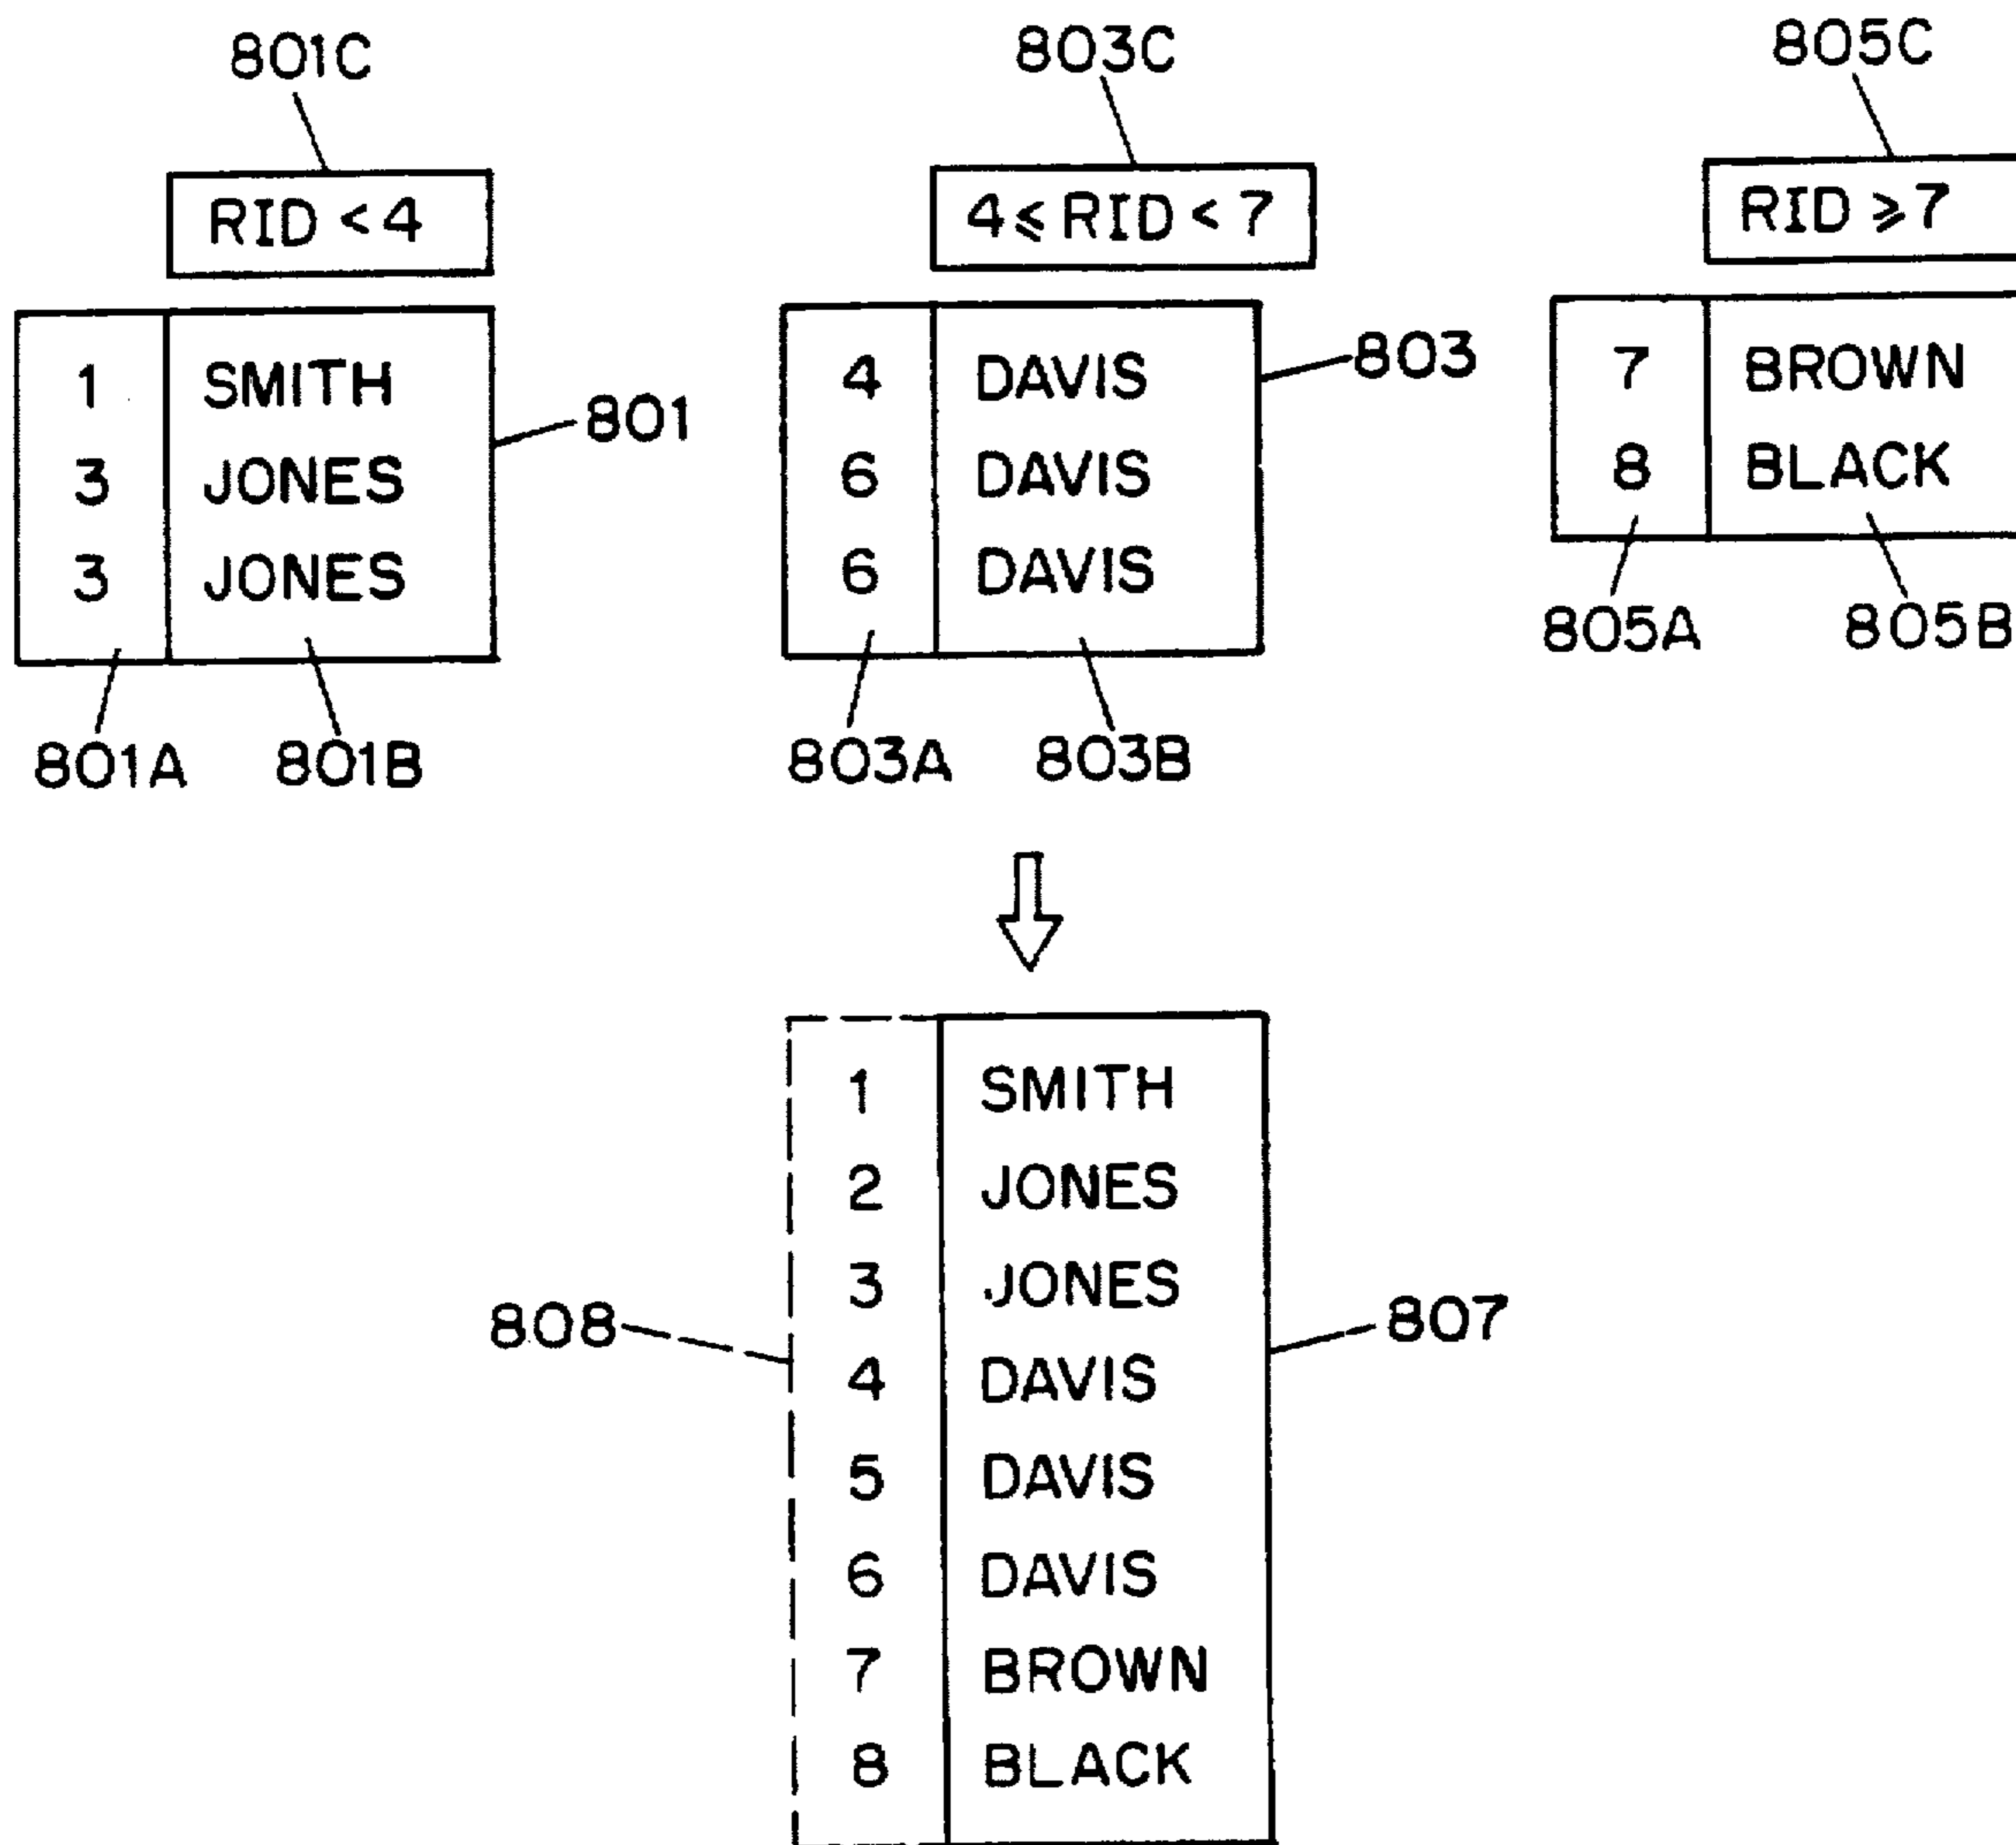 801C 803C 805C
RID < 4 4 ⩽ RID < 7 RID ⩾ 7
1 SMITH
3 JONES
3 JONES
801
801A 801B
4 DAVIS
6 DAVIS
6 DAVIS
803
803A 803B
7 BROWN
8 BLACK
805A 805B
1 SMITH
2 JONES
3 JONES
4 DAVIS
5 DAVIS
6 DAVIS
7 BROWN
8 BLACK
808 807